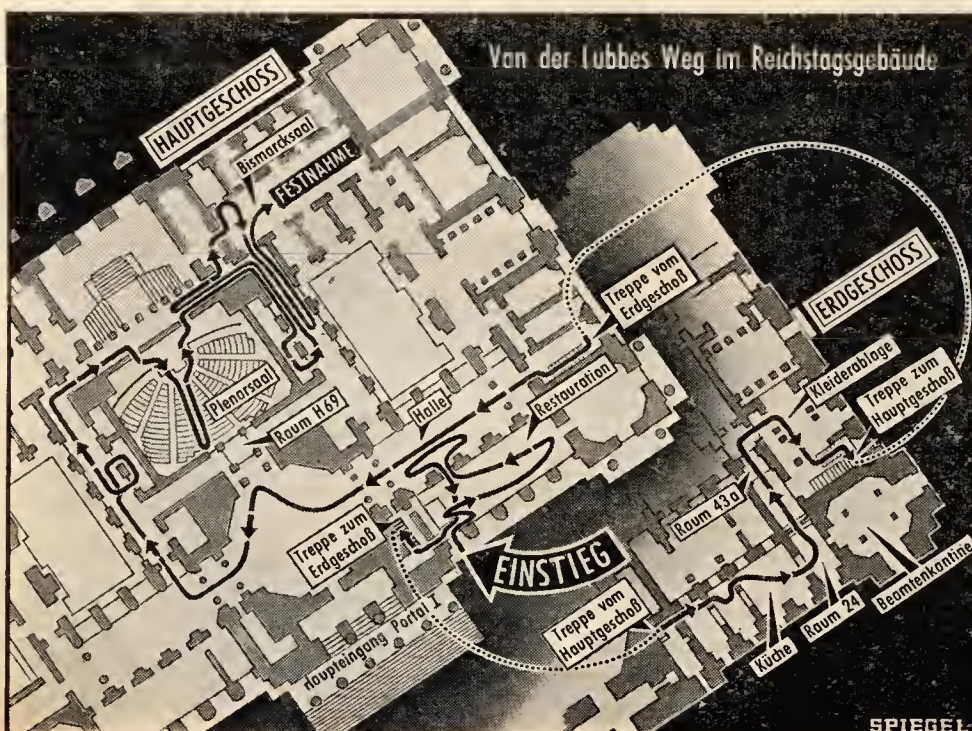 Van der Lubbes Weg im Reichstagsgebäude
HAUPTGESCHOSS
Bismarcksaal
FESTNAHME
Plenarsaal
Raum H 69
Halle
Restauration
Treppe vom
Erdgeschoß
ERDGESCHOSS
Kleiderablage
Treppe zum
Hauptgeschoß
Raum 43a
Treppe zum
Erdgeschoß
EINSTIEG
Treppe vom
Hauptgeschoß
Haupteingang Portal I
Küche
Raum 24
Beamtenkantine
SPIEGEL